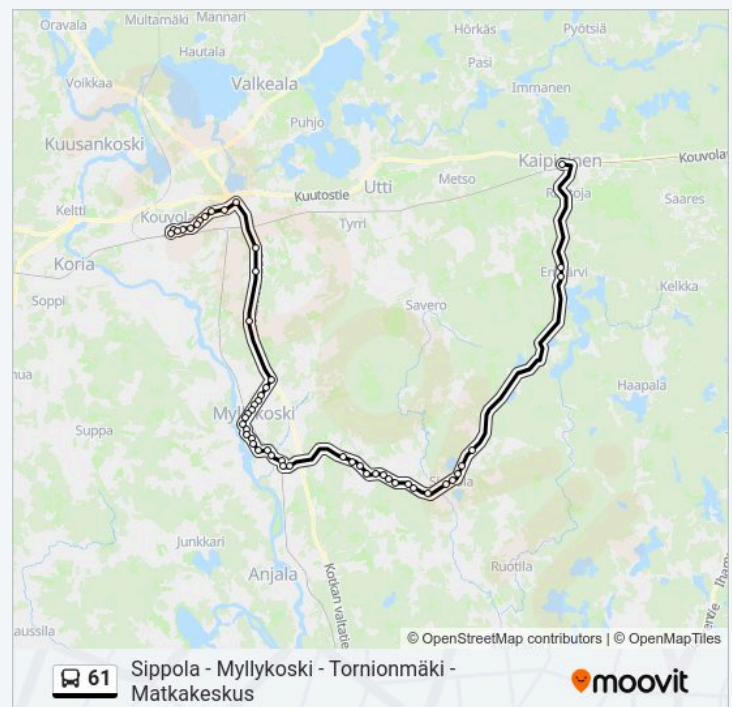 Oravala
Multamäki
Mannari
Hautala
Hörkäs
Pyötsiä
Pasi
Voikkaa
Valkeala
Immanen
Puhjo
Kuusankoski
Kaipiainen
Kouvola
Metso
Utti
Kuutostie
Saares
Keltti
Kouvola
Tyrri
Koria
Enäjärvi
Kelkka
Soppi
Savero
Haapala
Myllykoski
Suppa
Sippola
Junkkari
Ruotila
Anjala
Kotkan valtatie
© OpenStreetMap contributors | © OpenMapTiles
61
Sippola - Myllykoski - Tornionmäki -
Matkakeskus
moovit